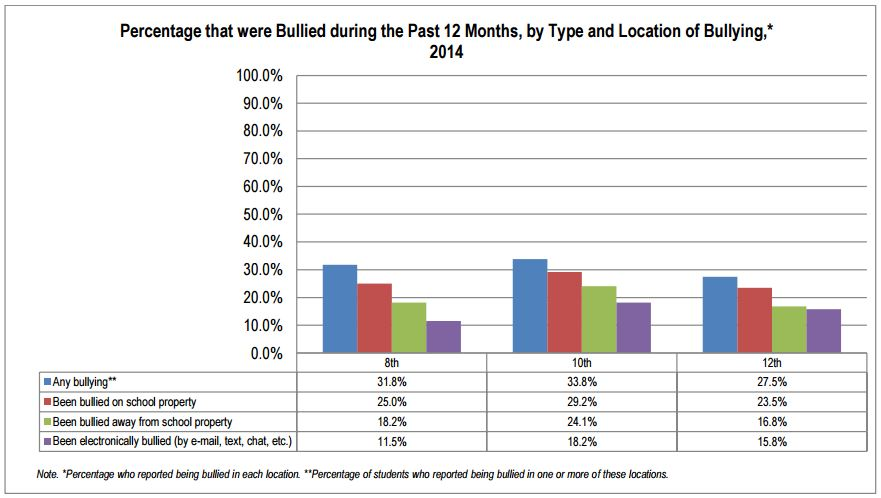 Percentage that were Bullied during the Past 12 Months, by Type and Location of Bullying,*
2014
100.0%
90.0%
80.0%
70.0%
60.0%
50.0%
40.0%
30.0%
20.0%
10.0%
0.0%
8th 10th 12th
Any bullying** 31.8% 33.8% 27.5%
Been bullied on school property 25.0% 29.2% 23.5%
Been bullied away from school property 18.2% 24.1% 16.8%
Been electronically bullied (by e-mail, text, chat, etc.) 11.5% 18.2% 15.8%
Note. *Percentage who reported being bullied in each location. **Percentage of students who reported being bullied in one or more of these locations.